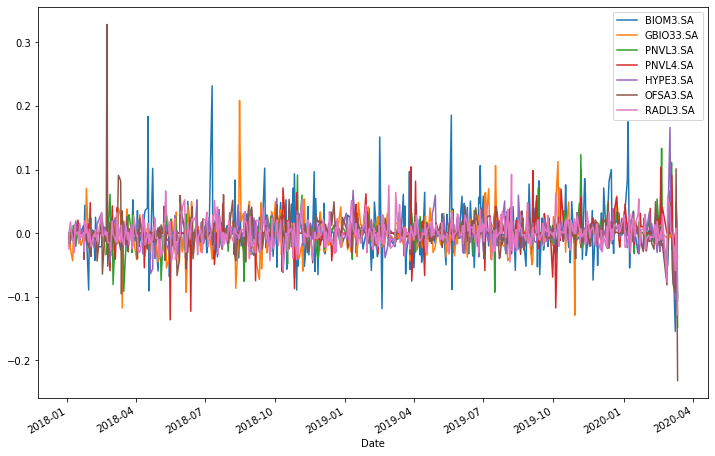 BIOM3.SA
GBIO33.SA
PNVL3.SA
PNVL4.SA
HYPE3.SA
OFSA3.SA
RADL3.SA
0.3
0.2
0.1
0.0
−0.1
−0.2
2018-01
2018-04
2018-07
2018-10
2019-01
2019-04
2019-07
2019-10
2020-01
2020-04
Date